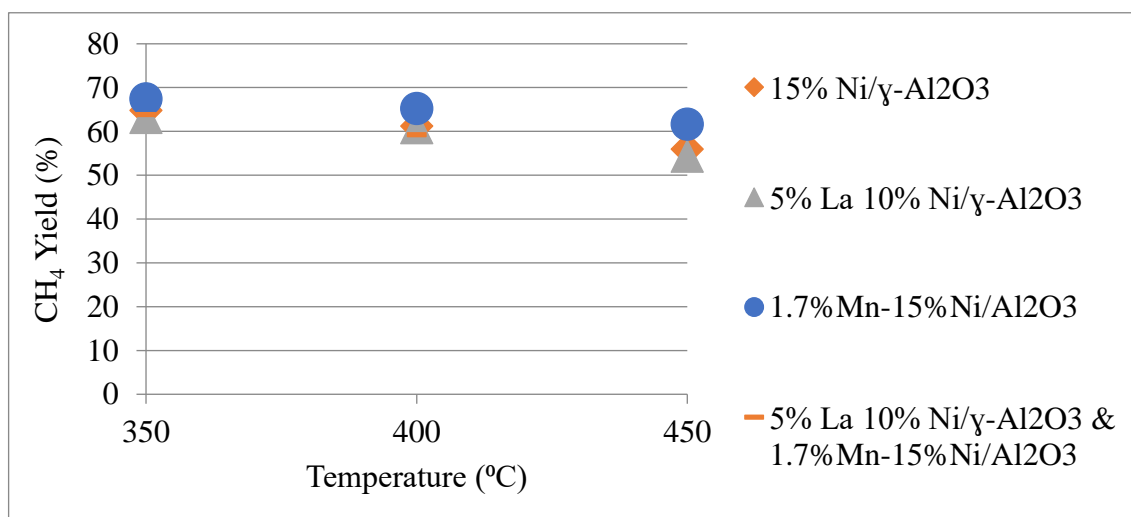 80
70
60
50
40
30
20
10
0
350
400
450
CH₄ Yield (%)
Temperature (⁰C)
15% Ni/ɣ-Al2O3
5% La 10% Ni/ɣ-Al2O3
1.7%Mn-15%Ni/Al2O3
5% La 10% Ni/ɣ-Al2O3 &
1.7%Mn-15%Ni/Al2O3